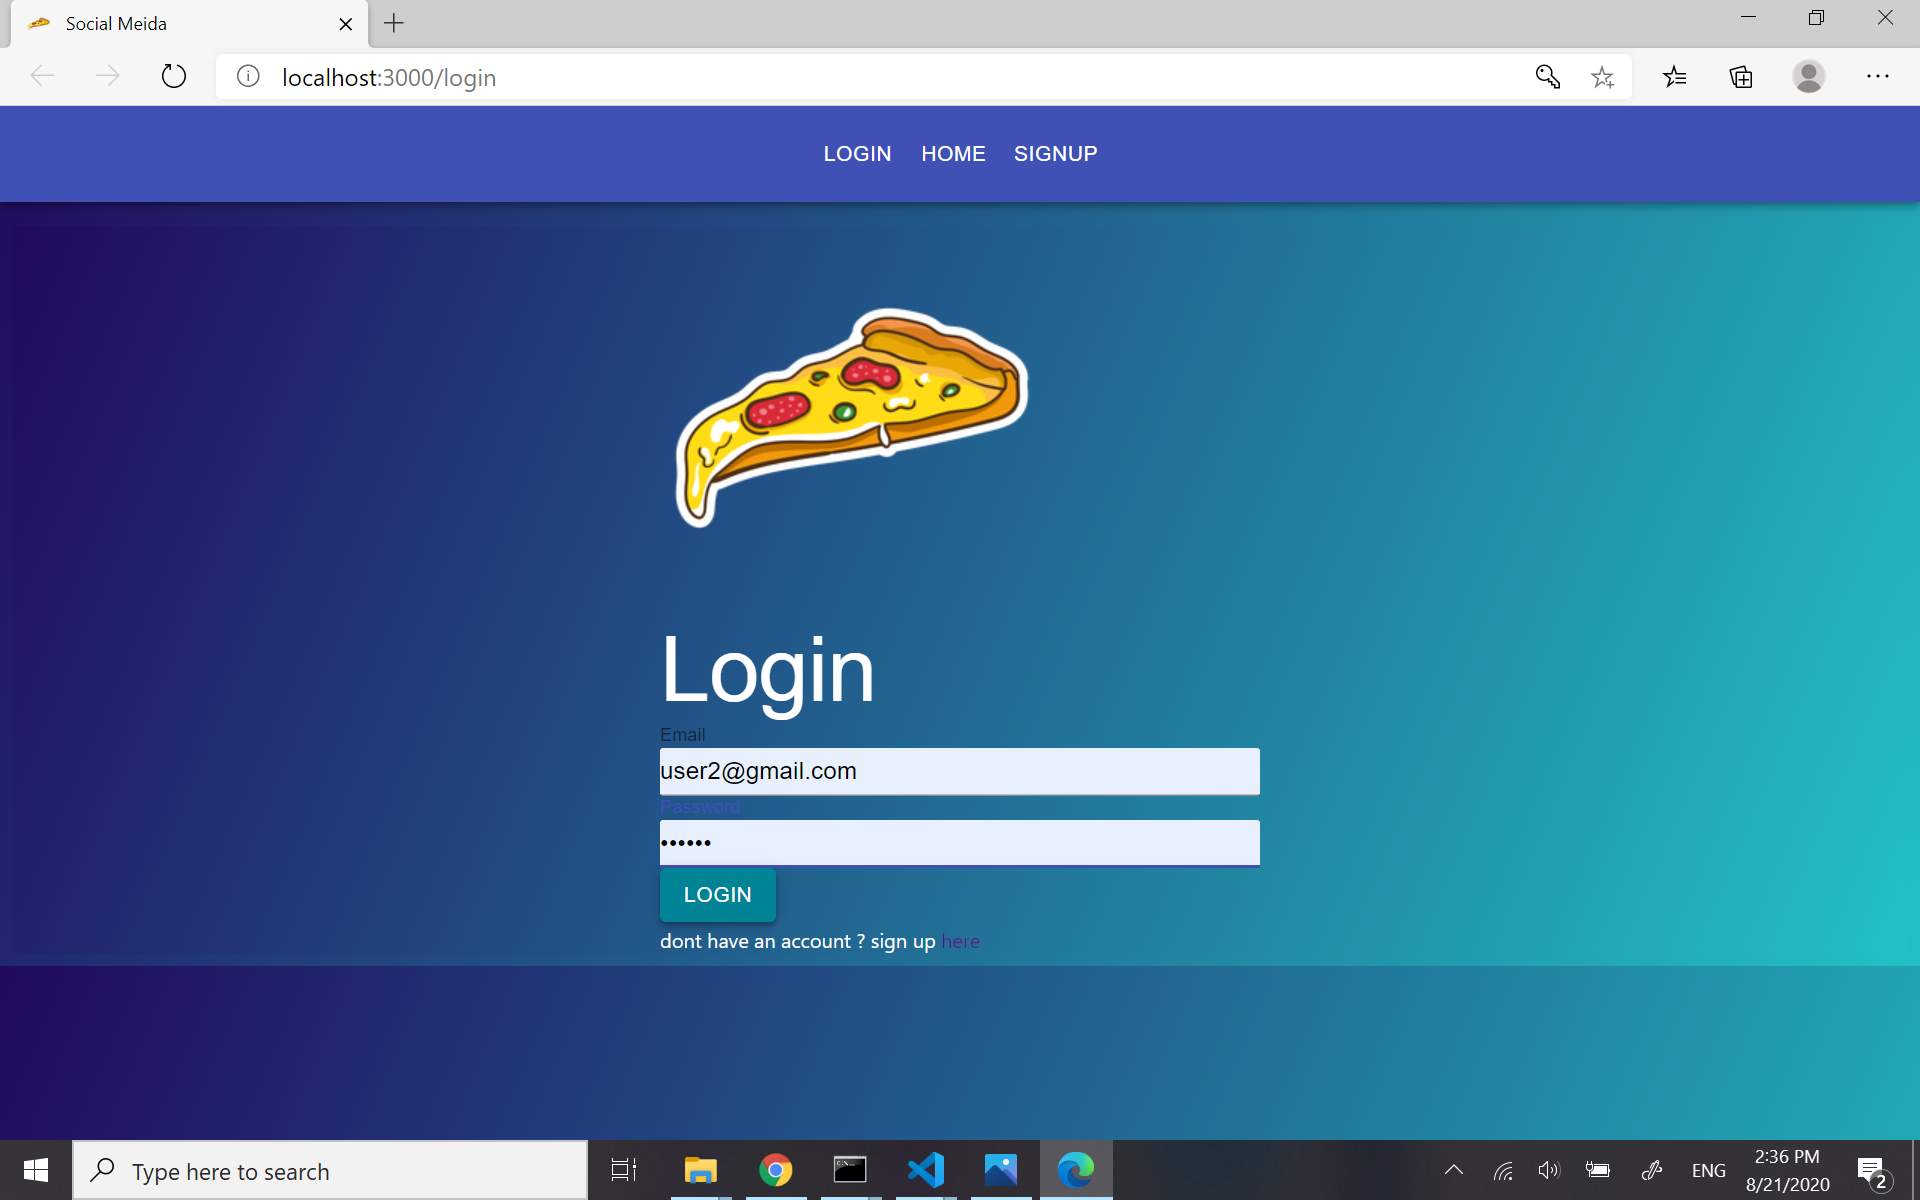 Social Meida
localhost:3000/login
LOGIN HOME SIGNUP
Login
Email
user2@gmail.com
Password
••••••
LOGIN
dont have an account ? sign up here
Type here to search
ENG
2:36 PM
8/21/2020
2